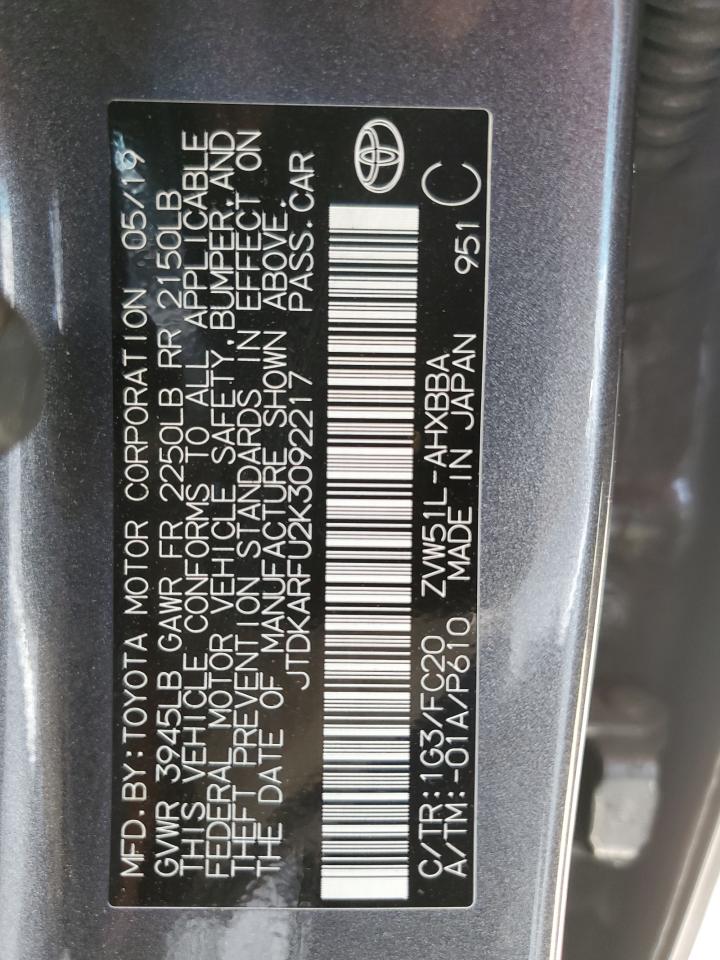 MFD.BY:TOYOTA MOTOR CORPORATION 05/19
GVWR 3945LB GAWR FR 2250LB RR 2150LB
THIS VEHICLE CONFORMS TO ALL APPLICABLE
FEDERAL MOTOR VEHICLE SAFETY,BUMPER,AND
THEFT PREVENTION STANDARDS IN EFFECT ON
THE DATE OF MANUFACTURE SHOWN ABOVE.
JTDKARFU2K3092217 PASS.CAR
C/TR:1G3/FC20 ZVW51L-AHXBBA
A/TM:-01A/P610 MADE IN JAPAN 951 C